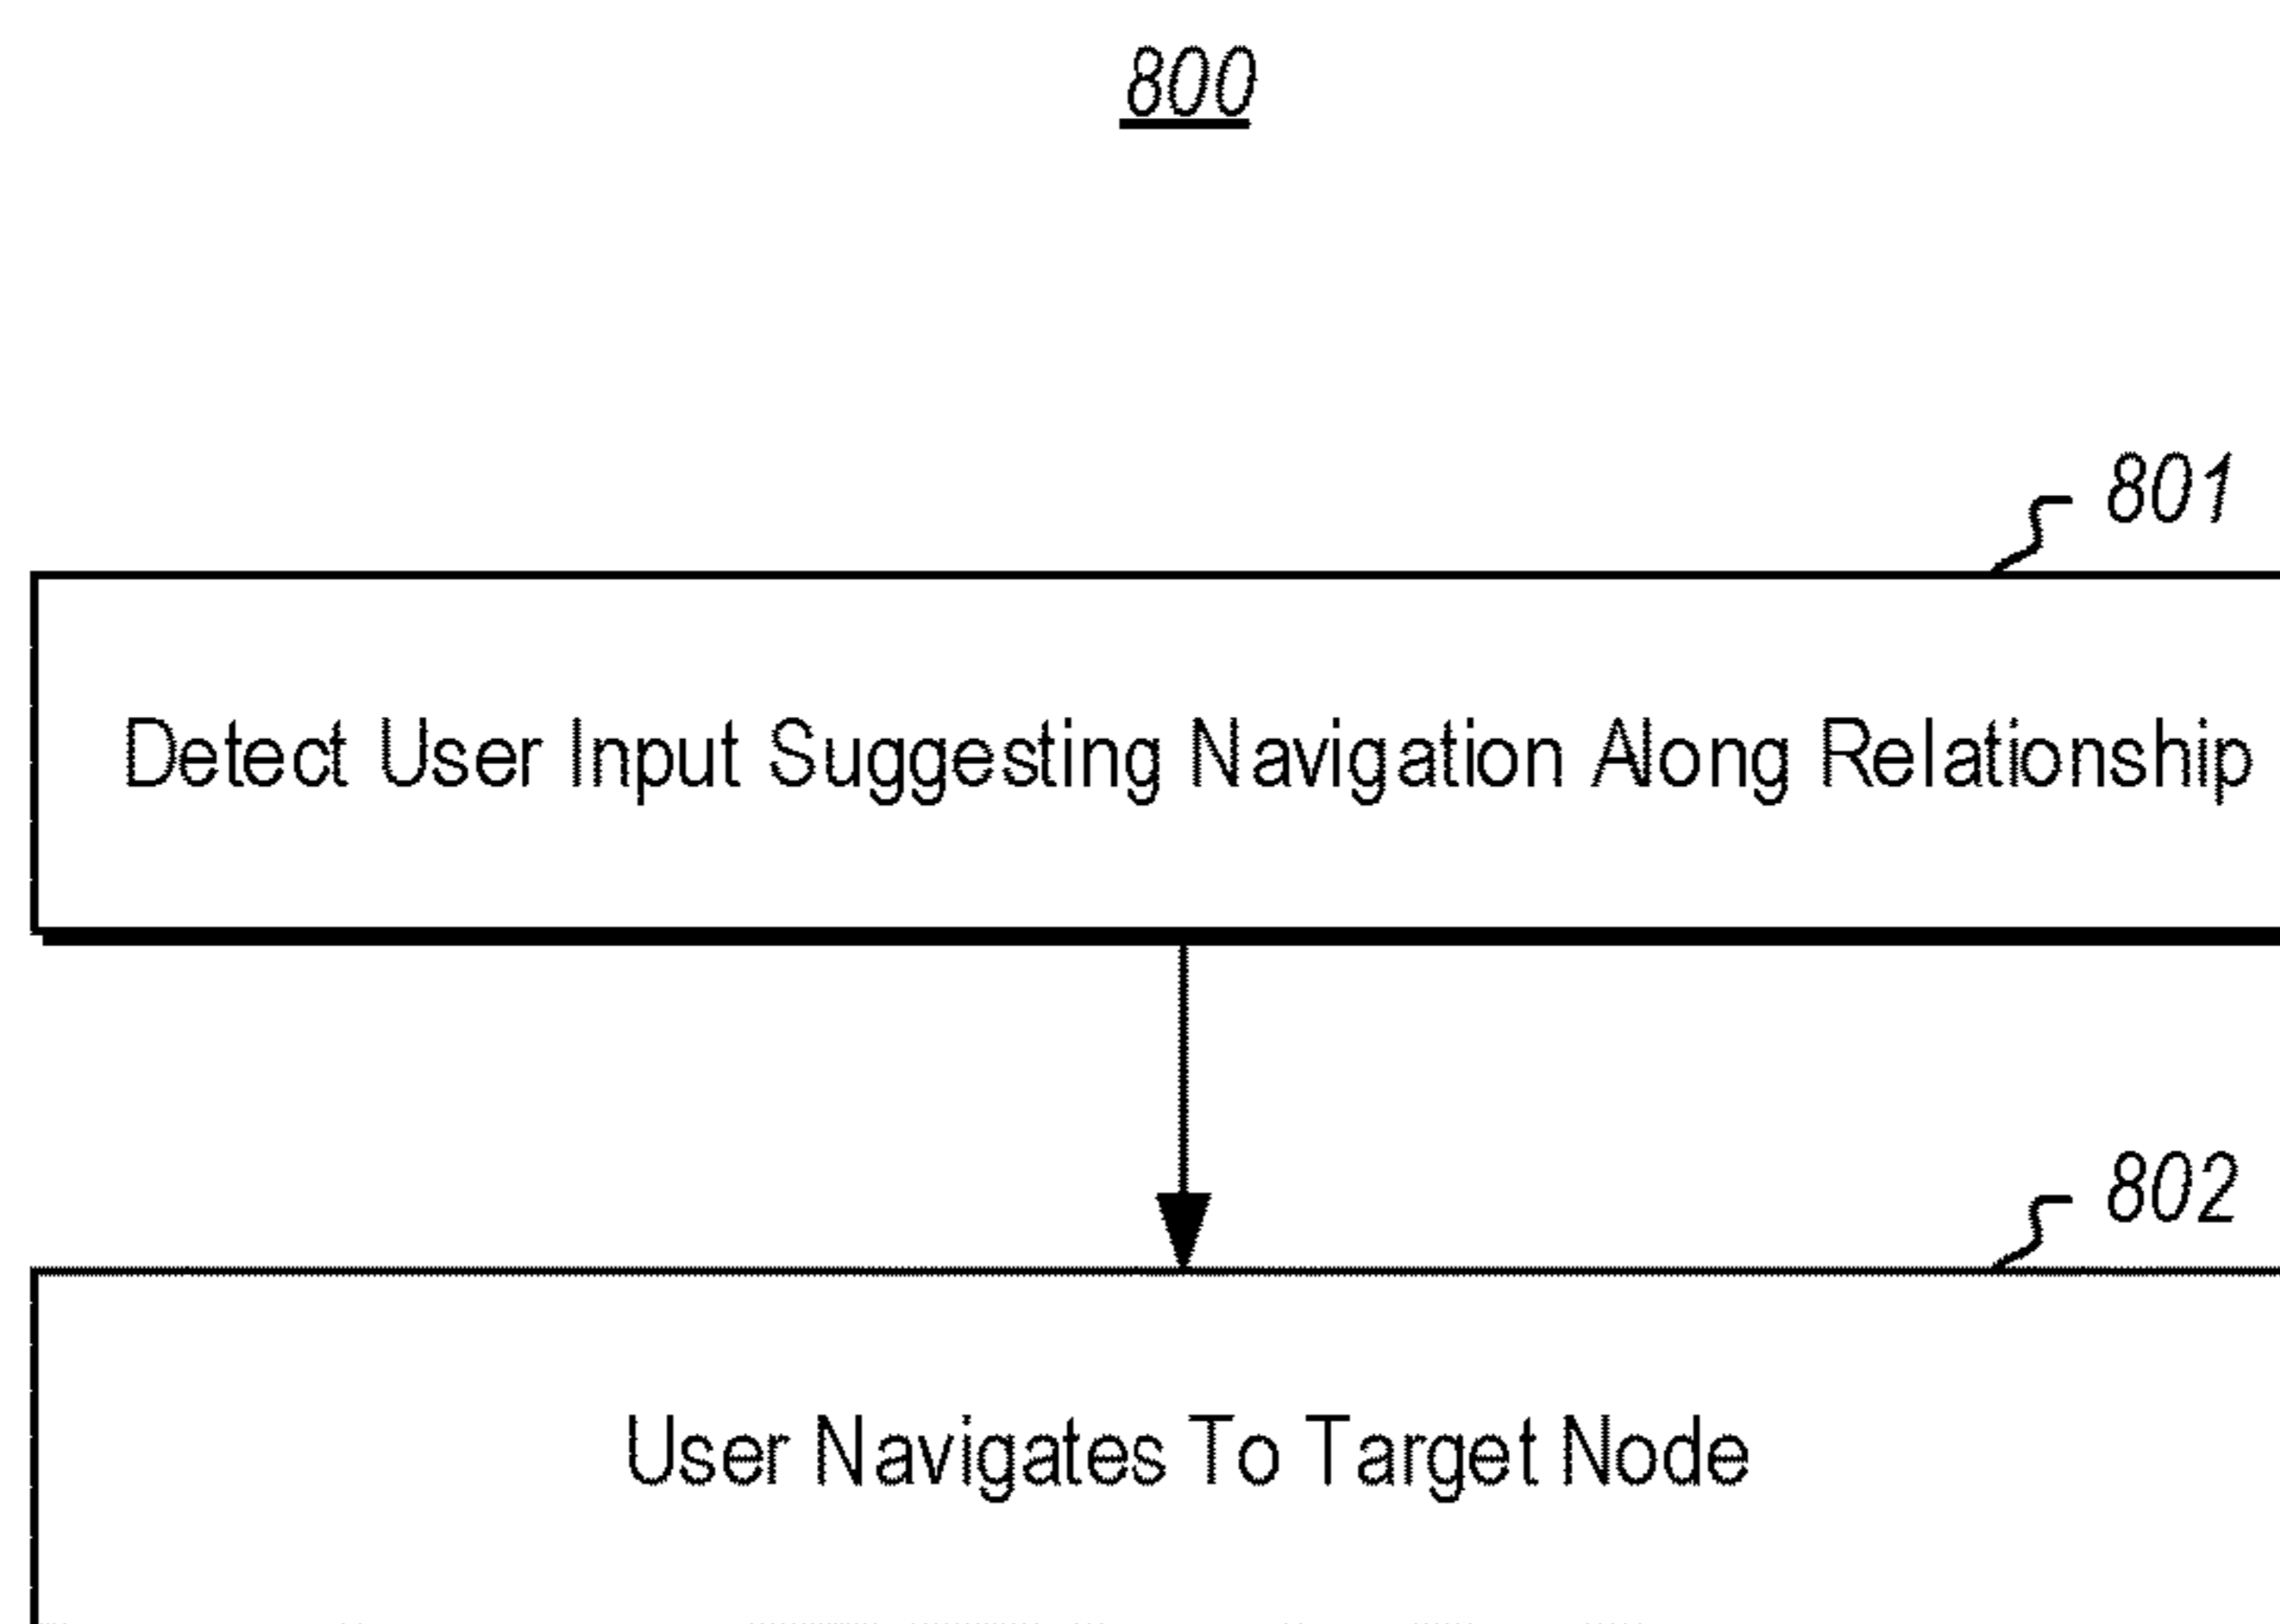 800
801
Detect User Input Suggesting Navigation Along Relationship
802
User Navigates To Target Node